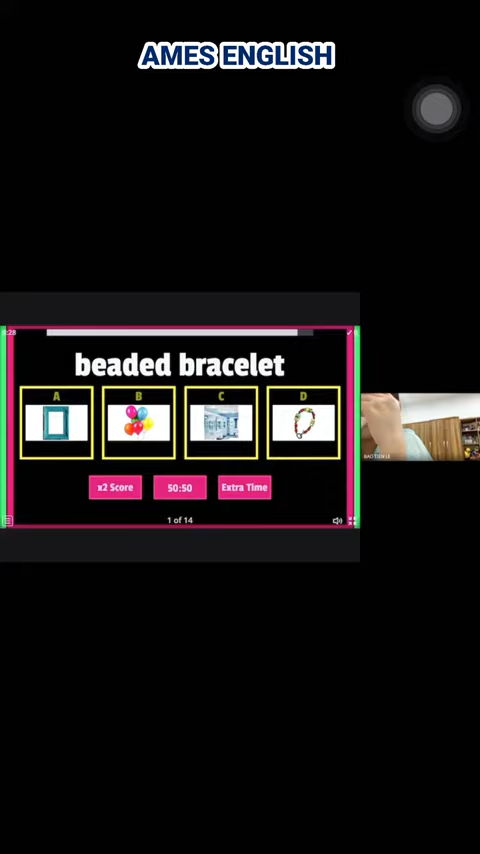 AMES ENGLISH
beaded bracelet
A B C D
x2 Score 50:50 Extra Time
1 of 14